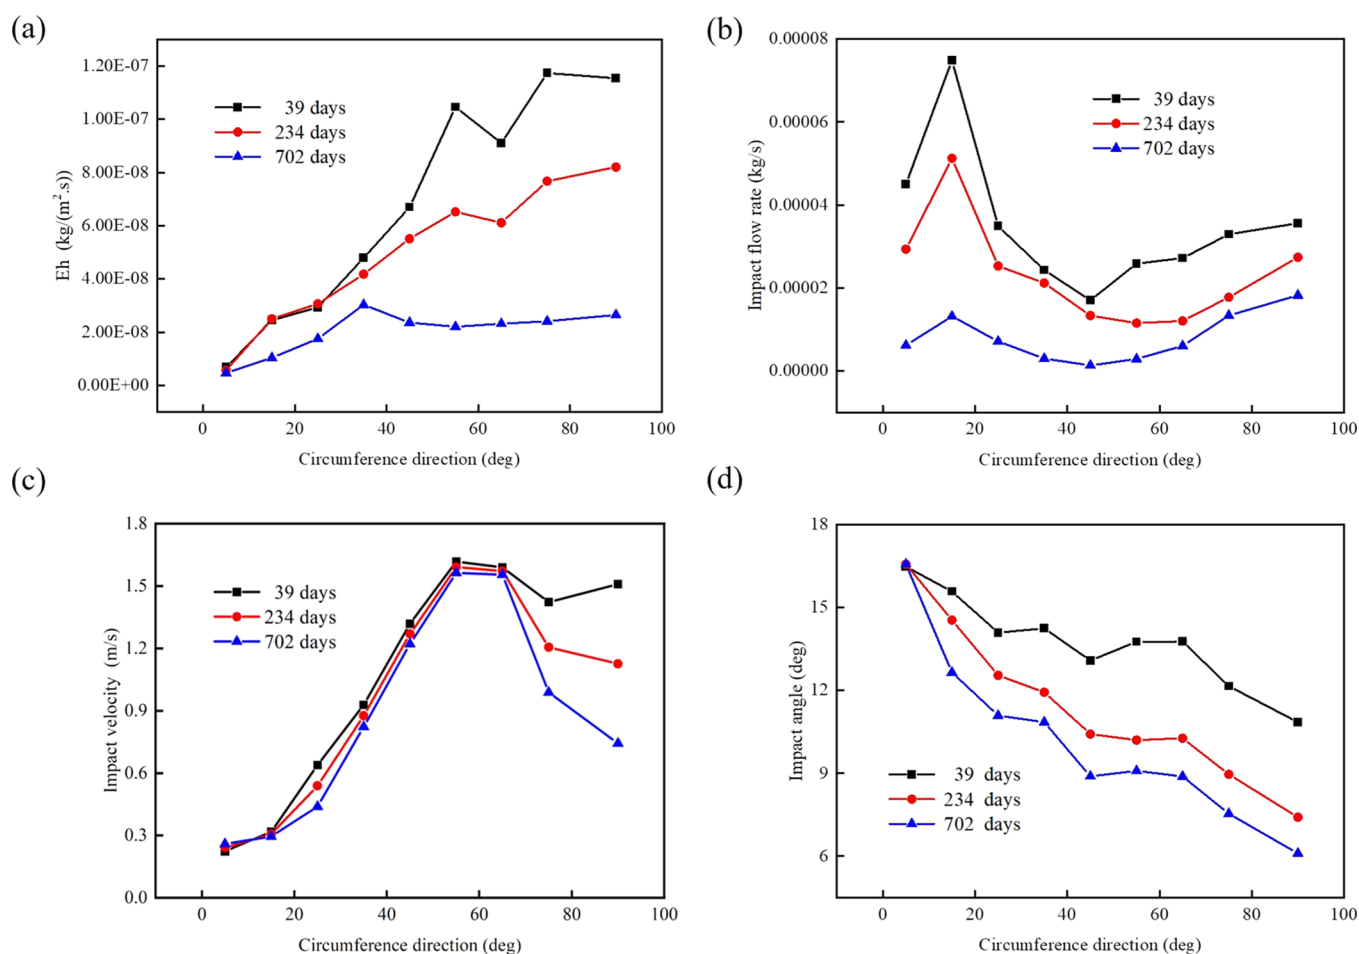 (a)
1.20E-07
1.00E-07
8.00E-08
6.00E-08
4.00E-08
2.00E-08
0.00E+00
Eh (kg/(m².s))
39 days
234 days
702 days
0 20 40 60 80 100
Circumference direction (deg)
(b)
0.00008
0.00006
0.00004
0.00002
0.00000
Impact flow rate (kg/s)
39 days
234 days
702 days
0 20 40 60 80 100
Circumference direction (deg)
(c)
1.8
1.5
1.2
0.9
0.6
0.3
0.0
Impact velocity (m/s)
39 days
234 days
702 days
0 20 40 60 80 100
Circumference direction (deg)
(d)
18
15
12
9
6
Impact angle (deg)
39 days
234 days
702 days
0 20 40 60 80 100
Circumference direction (deg)